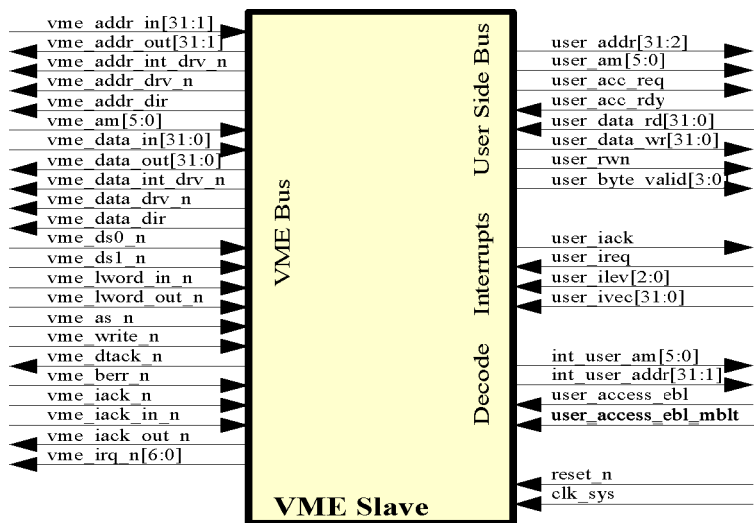 vme_addr_in[31:1]
vme_addr_out[31:1]
vme_addr_int_drv_n
vme_addr_drv_n
vme_addr_dir
vme_am[5:0]
vme_data_in[31:0]
vme_data_out[31:0]
vme_data_int_drv_n
vme_data_drv_n
vme_data_dir
vme_ds0_n
vme_ds1_n
vme_lword_in_n
vme_lword_out_n
vme_as_n
vme_write_n
vme_dtack_n
vme_berr_n
vme_iack_n
vme_iack_in_n
vme_iack_out_n
vme_irq_n[6:0]
VME Bus
User Side Bus
Interrupts
Decode
VME Slave
user_addr[31:2]
user_am[5:0]
user_acc_req
user_acc_rdy
user_data_rd[31:0]
user_data_wr[31:0]
user_rwn
user_byte_valid[3:0]
user_iack
user_ireq
user_ilev[2:0]
user_ivec[31:0]
int_user_am[5:0]
int_user_addr[31:1]
user_access_ebl
user_access_ebl_mblt
reset_n
clk_sys